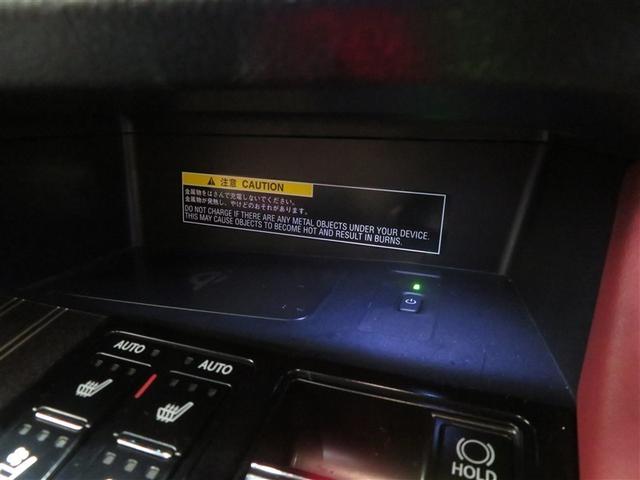 注意 CAUTION
金属物をはさんで充電しないでください。
金属物が発熱し、やけどのおそれがあります。
DO NOT CHARGE IF THERE ARE ANY METAL OBJECTS UNDER YOUR DEVICE.
THIS MAY CAUSE OBJECTS TO BECOME HOT AND RESULT IN BURNS.
AUTO
AUTO
HOLD